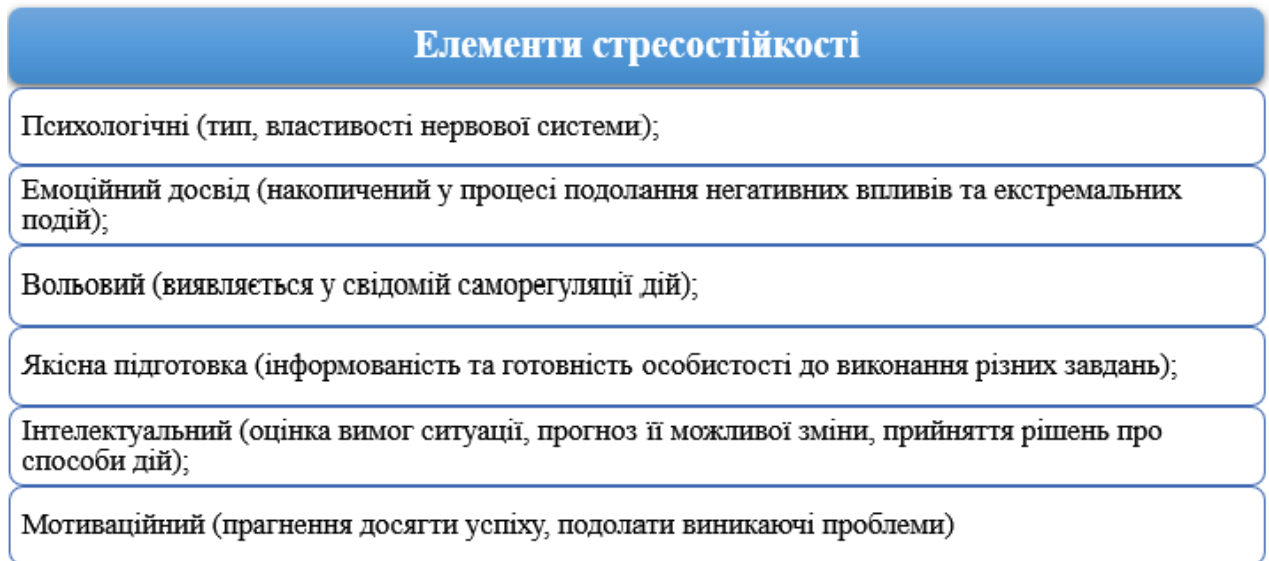 Елементи стресостійкості
Психологічні (тип, властивості нервової системи);
Емоційний досвід (накопичений у процесі подолання негативних впливів та екстремальних
подій);
Вольовий (виявляється у свідомій саморегуляції дій);
Якісна підготовка (інформованість та готовність особистості до виконання різних завдань);
Інтелектуальний (оцінка вимог ситуації, прогноз її можливої зміни, прийняття рішень про
способи дій);
Мотиваційний (прагнення досягти успіху, подолати виникаючі проблеми)